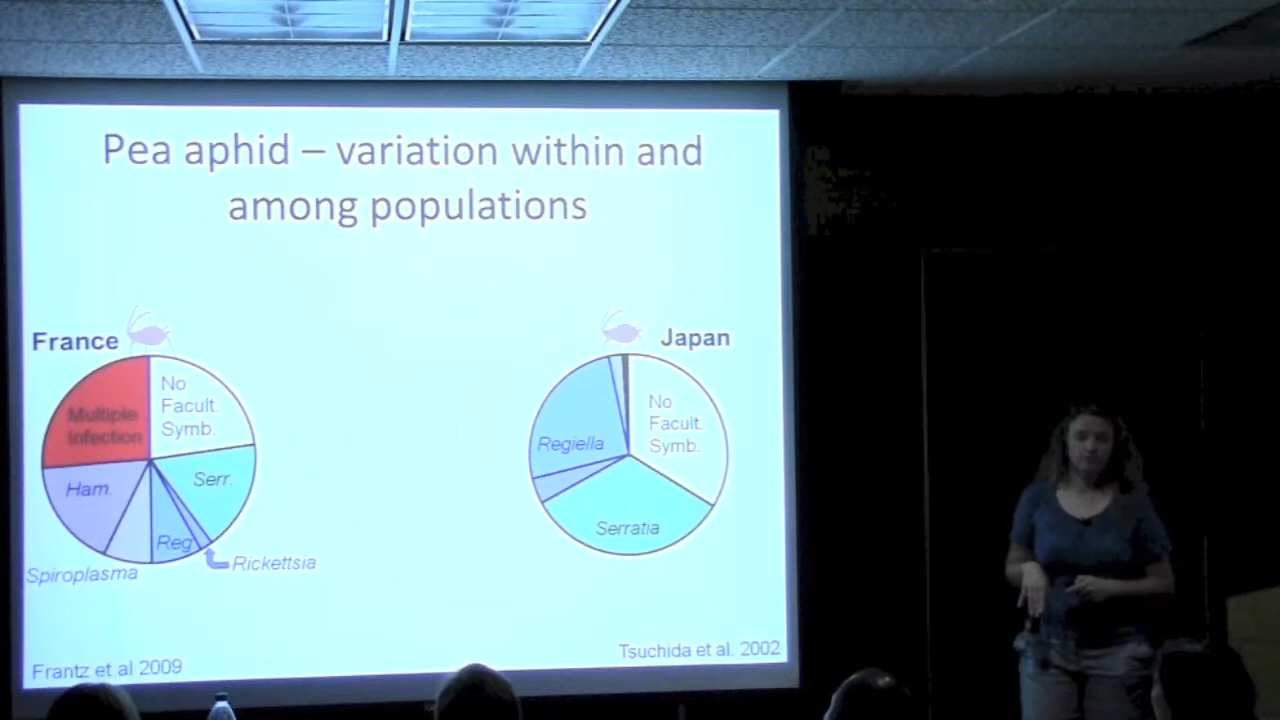 Pea aphid – variation within and
among populations
France
No
Facult.
Symb.
Multiple
Infection
Serr.
Ham.
Reg.
Rickettsia
Spiroplasma
Frantz et al 2009
Japan
No
Facult.
Symb.
Regiella
Serratia
Tsuchida et al. 2002